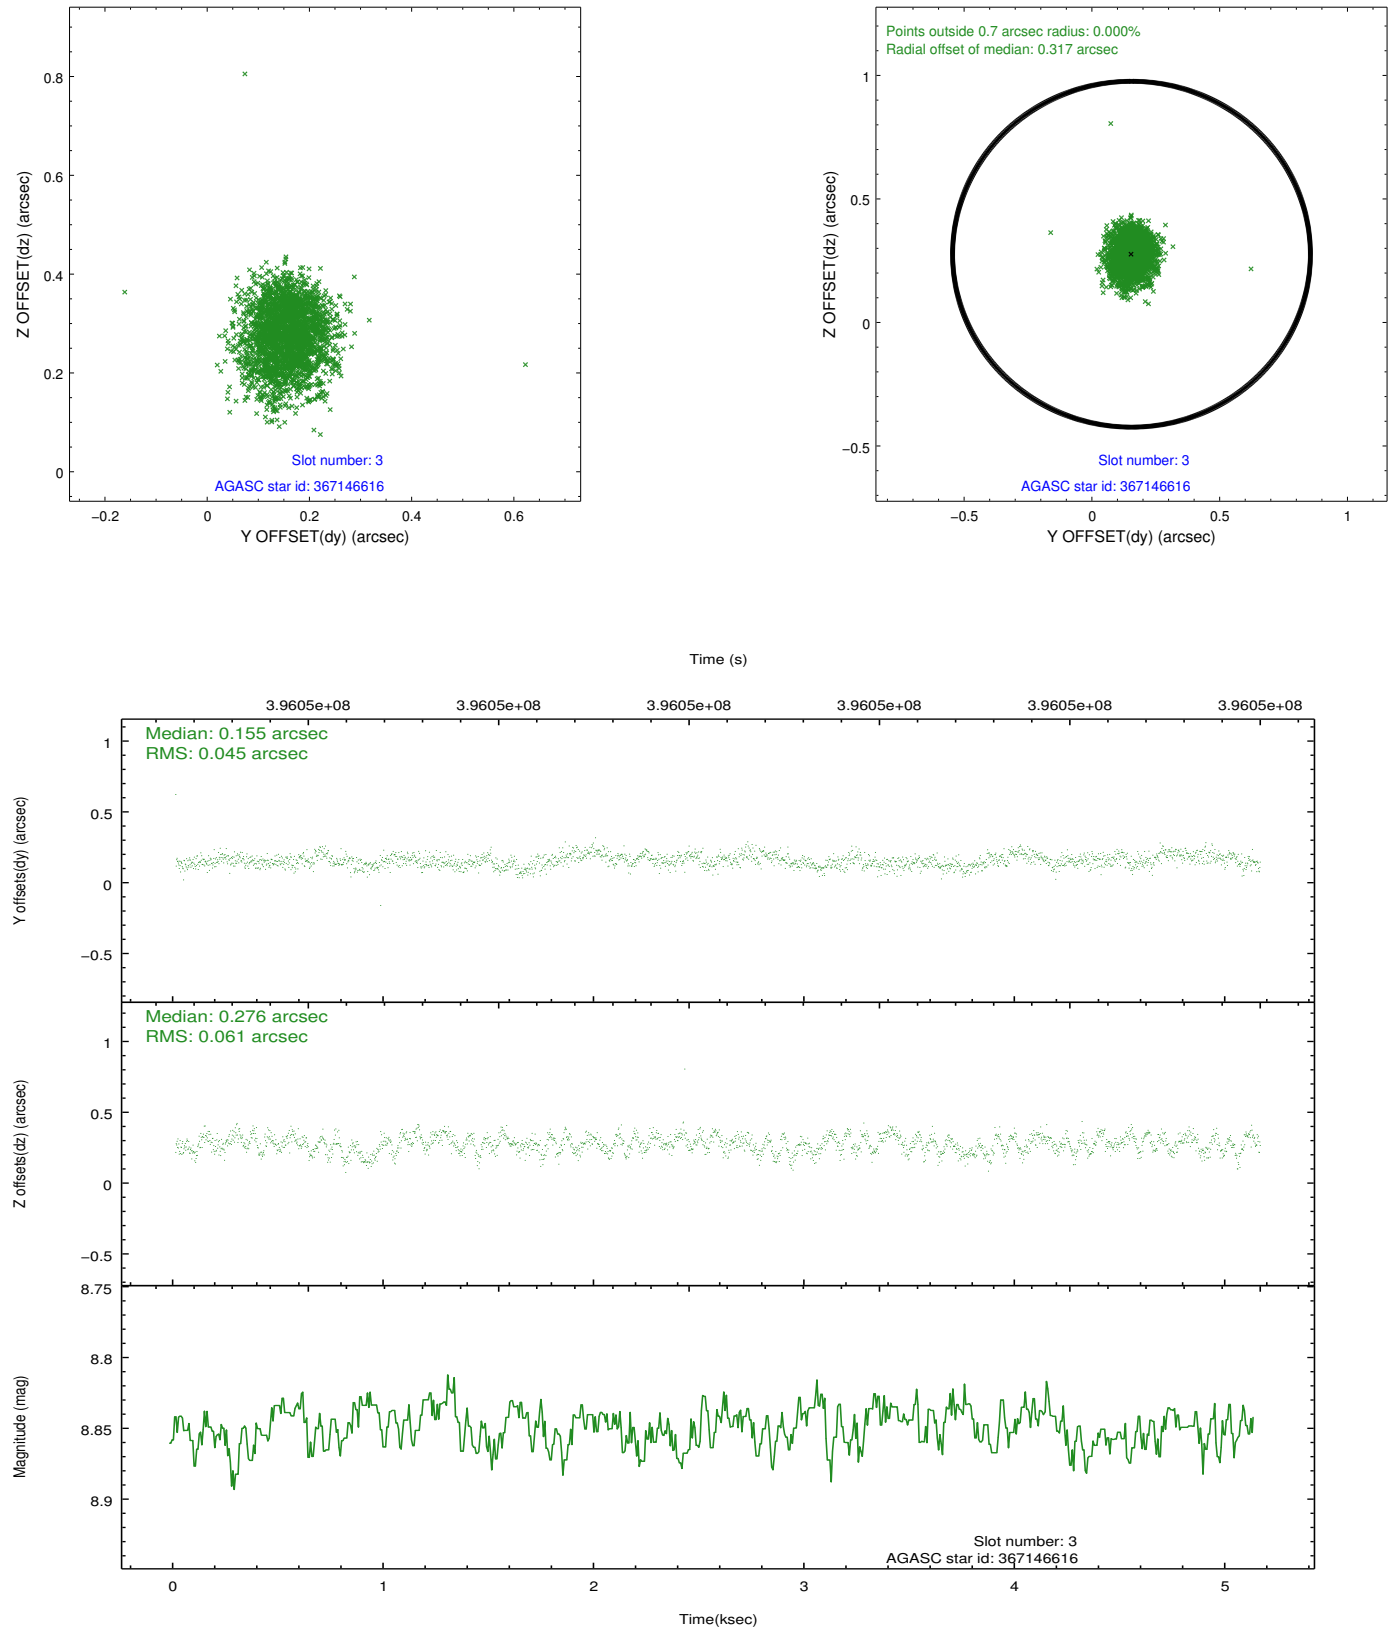 0.8
0.6
0.4
0.2
0
Z OFFSET(dz) (arcsec)
Slot number: 3
AGASC star id: 367146616
−0.2
0
0.2
0.4
0.6
Y OFFSET(dy) (arcsec)
Points outside 0.7 arcsec radius: 0.000%
Radial offset of median: 0.317 arcsec
1
0.5
0
−0.5
Z OFFSET(dz) (arcsec)
Slot number: 3
AGASC star id: 367146616
−0.5
0
0.5
1
Y OFFSET(dy) (arcsec)
Time (s)
3.9605e+08
3.9605e+08
3.9605e+08
3.9605e+08
3.9605e+08
3.9605e+08
Median: 0.155 arcsec
RMS: 0.045 arcsec
1
0.5
0
−0.5
Y offsets(dy) (arcsec)
Median: 0.276 arcsec
RMS: 0.061 arcsec
1
0.5
0
−0.5
Z offsets(dz) (arcsec)
8.75
8.8
8.85
8.9
Magnitude (mag)
Slot number: 3
AGASC star id: 367146616
0
1
2
3
4
5
Time(ksec)